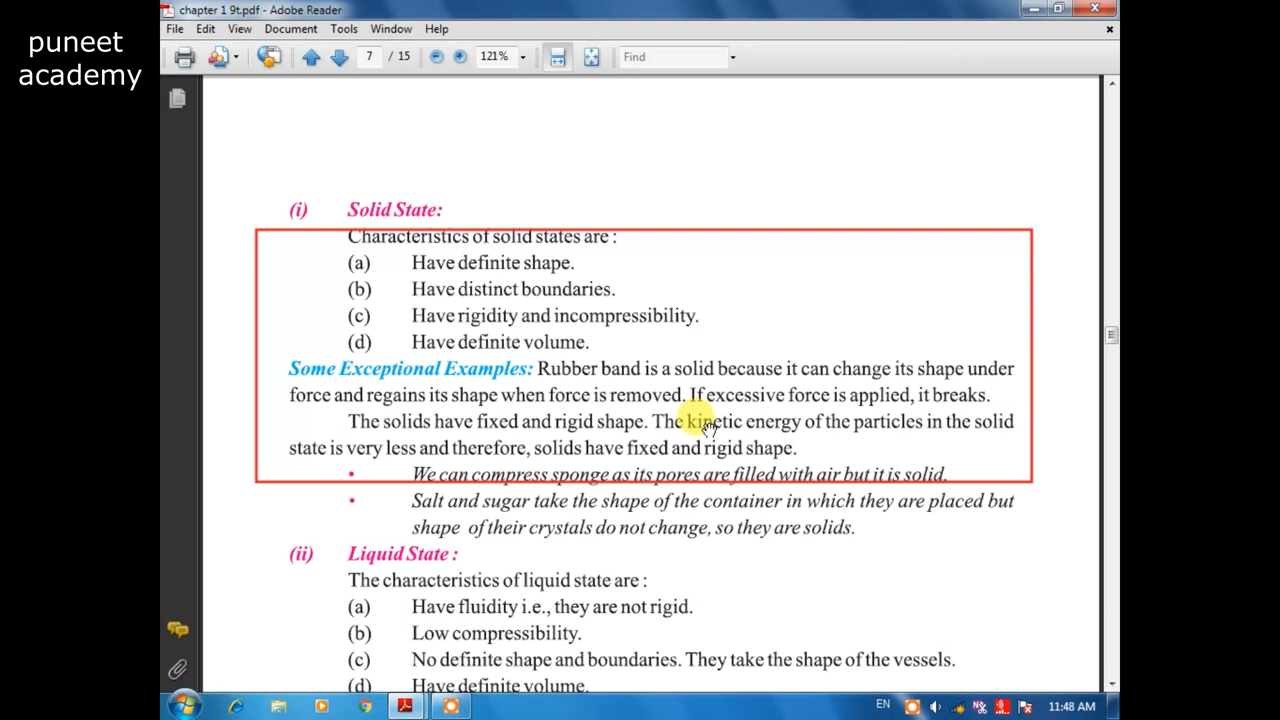 puneet
academy
chapter 1 9t.pdf - Adobe Reader
File Edit View Document Tools Window Help
7 / 15 121% Find
(i) Solid State:
Characteristics of solid states are :
(a) Have definite shape.
(b) Have distinct boundaries.
(c) Have rigidity and incompressibility.
(d) Have definite volume.
Some Exceptional Examples: Rubber band is a solid because it can change its shape under
force and regains its shape when force is removed. If excessive force is applied, it breaks.
The solids have fixed and rigid shape. The kinetic energy of the particles in the solid
state is very less and therefore, solids have fixed and rigid shape.
• We can compress sponge as its pores are filled with air but it is solid.
• Salt and sugar take the shape of the container in which they are placed but
shape of their crystals do not change, so they are solids.
(ii) Liquid State :
The characteristics of liquid state are :
(a) Have fluidity i.e., they are not rigid.
(b) Low compressibility.
(c) No definite shape and boundaries. They take the shape of the vessels.
(d) Have definite volume.
EN 11:48 AM